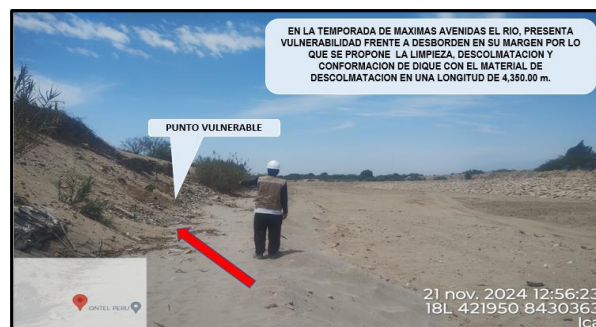 EN LA TEMPORADA DE MAXIMAS AVENIDAS EL RIO, PRESENTA
VULNERABILIDAD FRENTE A DESBORDEN EN SU MARGEN POR LO
QUE SE PROPONE LA LIMPIEZA, DESCOLMATACION Y
CONFORMACION DE DIQUE CON EL MATERIAL DE
DESCOLMATACION EN UNA LONGITUD DE 4,350.00 m.
PUNTO VULNERABLE
ONTEL PERU
21 nov. 2024 12:56:23
18L 421950 8430363
Ica